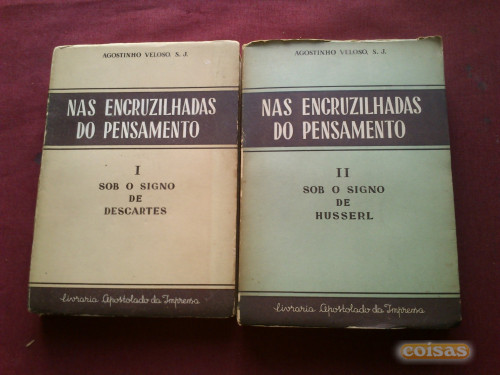 AGOSTINHO VELOSO, S. J.
NAS ENCRUZILHADAS
DO PENSAMENTO
I
SOB O SIGNO
DE
DESCARTES
Livraria Apostolado da Imprensa
AGOSTINHO VELOSO, S. J.
NAS ENCRUZILHADAS
DO PENSAMENTO
II
SOB O SIGNO
DE
HUSSERL
Livraria Apostolado da Imprensa
coisas